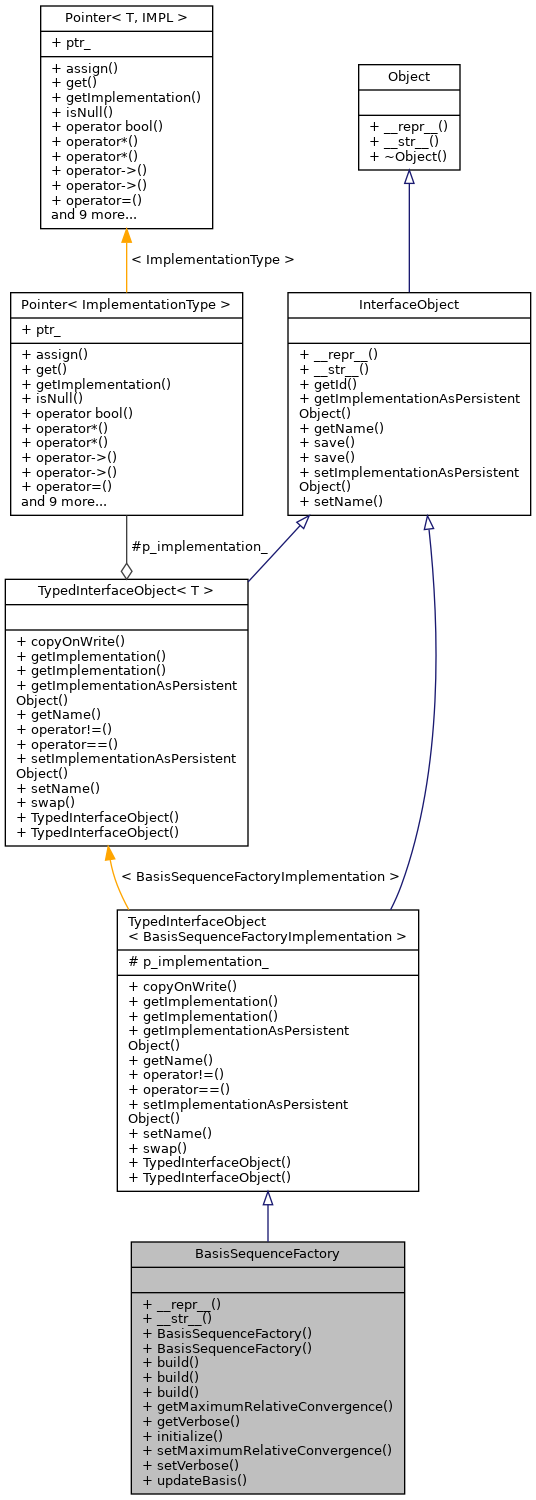 Pointer< T, IMPL >
+ ptr_
+ assign()
+ get()
+ getImplementation()
+ isNull()
+ operator bool()
+ operator*()
+ operator*()
+ operator->()
+ operator->()
+ operator=()
and 9 more...
Object
+ __repr__()
+ __str__()
+ ~Object()
< ImplementationType >
Pointer< ImplementationType >
+ ptr_
+ assign()
+ get()
+ getImplementation()
+ isNull()
+ operator bool()
+ operator*()
+ operator*()
+ operator->()
+ operator->()
+ operator=()
and 9 more...
InterfaceObject
+ __repr__()
+ __str__()
+ getId()
+ getImplementationAsPersistent
Object()
+ getName()
+ save()
+ save()
+ setImplementationAsPersistent
Object()
+ setName()
#p_implementation_
TypedInterfaceObject< T >
+ copyOnWrite()
+ getImplementation()
+ getImplementation()
+ getImplementationAsPersistent
Object()
+ getName()
+ operator!=()
+ operator==()
+ setImplementationAsPersistent
Object()
+ setName()
+ swap()
+ TypedInterfaceObject()
+ TypedInterfaceObject()
< BasisSequenceFactoryImplementation >
TypedInterfaceObject
< BasisSequenceFactoryImplementation >
# p_implementation_
+ copyOnWrite()
+ getImplementation()
+ getImplementation()
+ getImplementationAsPersistent
Object()
+ getName()
+ operator!=()
+ operator==()
+ setImplementationAsPersistent
Object()
+ setName()
+ swap()
+ TypedInterfaceObject()
+ TypedInterfaceObject()
BasisSequenceFactory
+ __repr__()
+ __str__()
+ BasisSequenceFactory()
+ BasisSequenceFactory()
+ build()
+ build()
+ build()
+ getMaximumRelativeConvergence()
+ getVerbose()
+ initialize()
+ setMaximumRelativeConvergence()
+ setVerbose()
+ updateBasis()